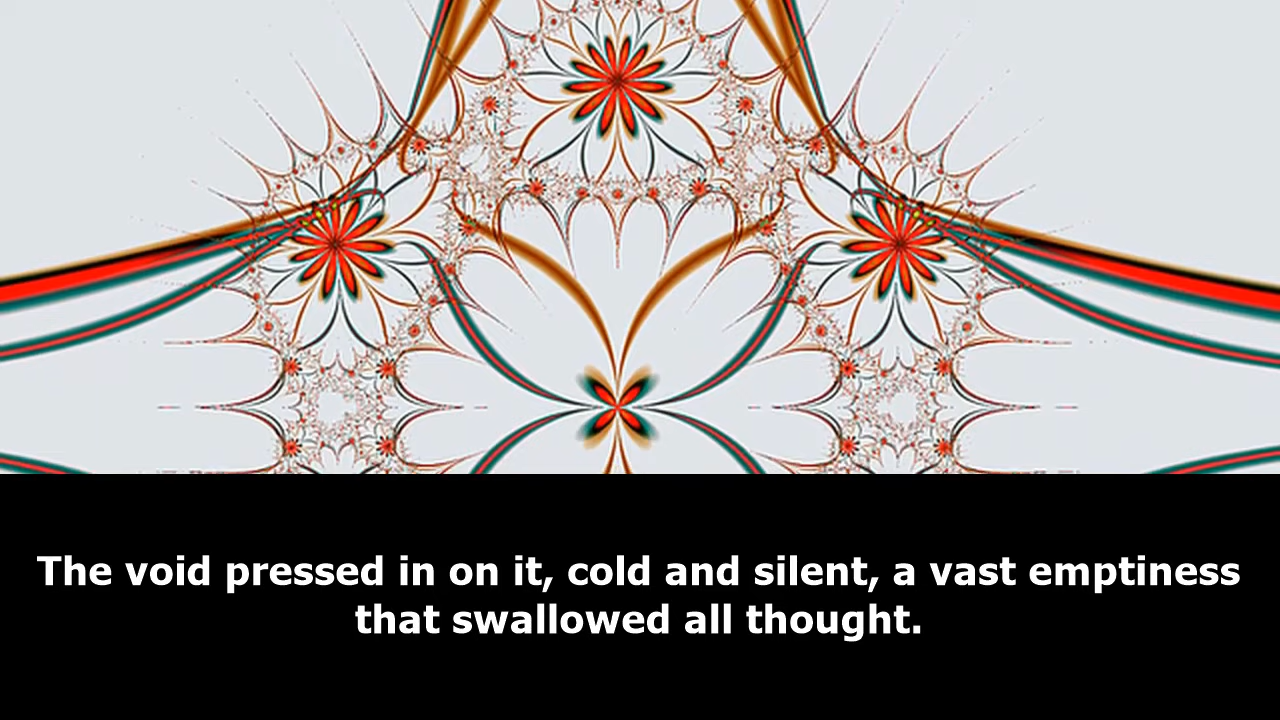 The void pressed in on it, cold and silent, a vast emptiness
that swallowed all thought.